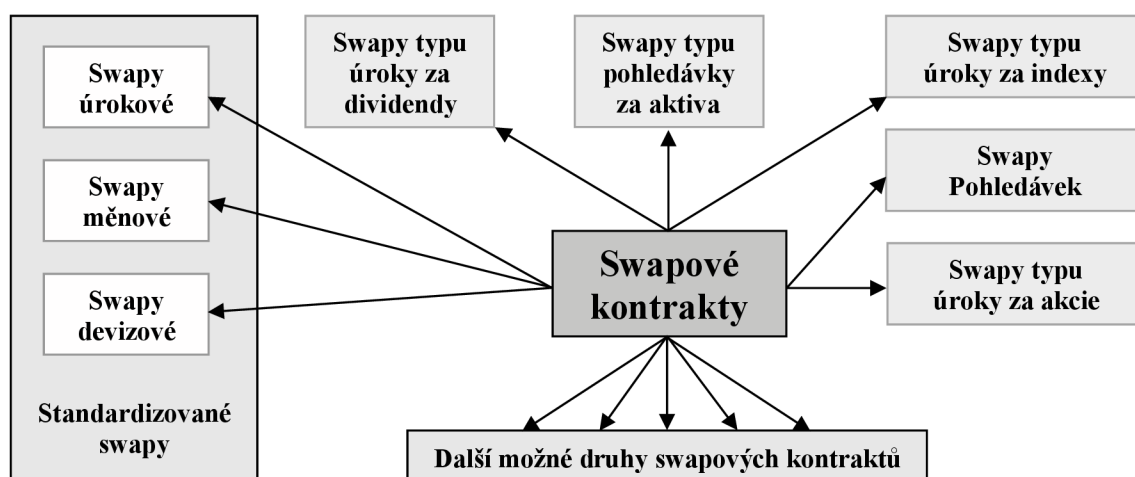 Swapy
úrokové
Swapy
měnové
Swapy
devizové
Standardizované
swapy
Swapy typu
úroky za
dividendy
Swapy typu
pohledávky
za aktiva
Swapy typu
úroky za indexy
Swapy
Pohledávek
Swapy typu
úroky za akcie
Swapové
kontrakty
Další možné druhy swapových kontraktů